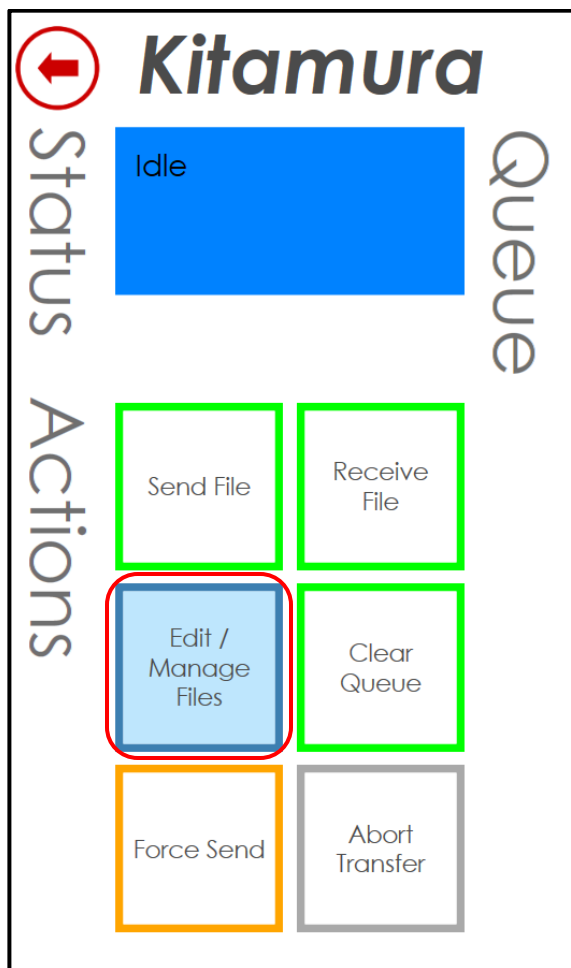 Kitamura
Status
Idle
Queue
Actions
Send File
Receive
File
Edit /
Manage
Files
Clear
Queue
Force Send
Abort
Transfer